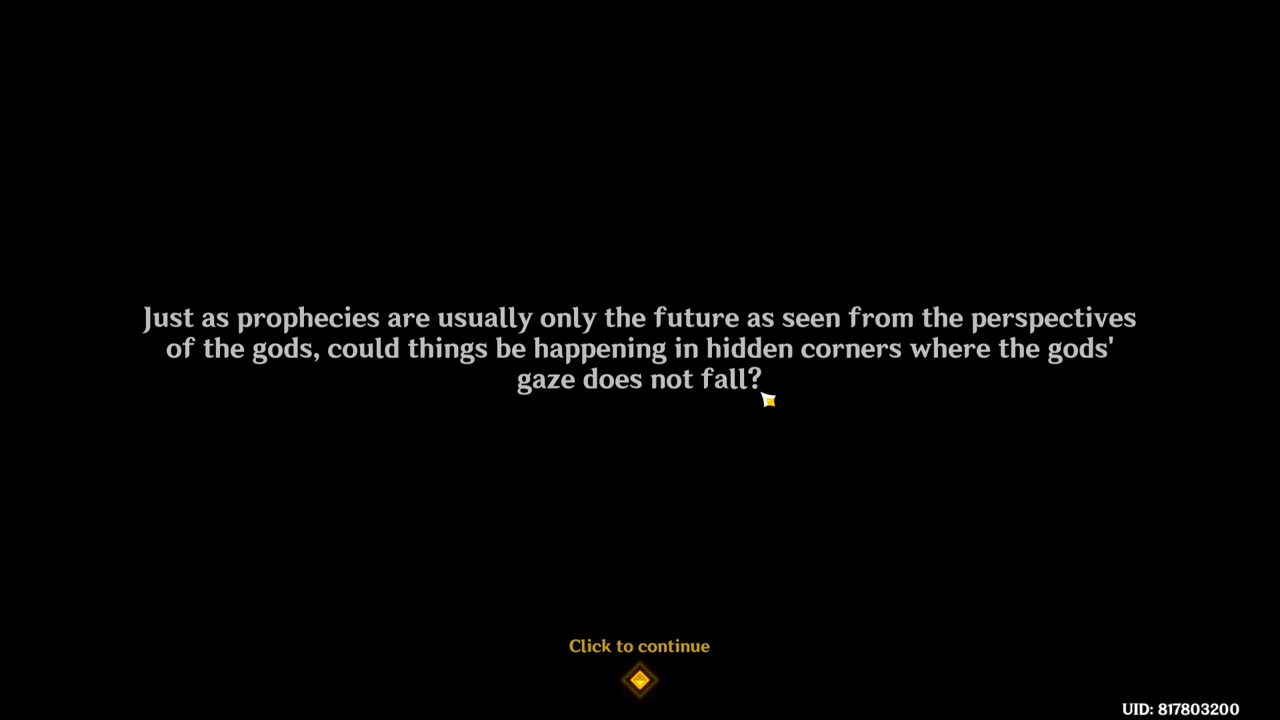 Just as prophecies are usually only the future as seen from the perspectives
of the gods, could things be happening in hidden corners where the gods'
gaze does not fall?
Click to continue
UID: 817803200